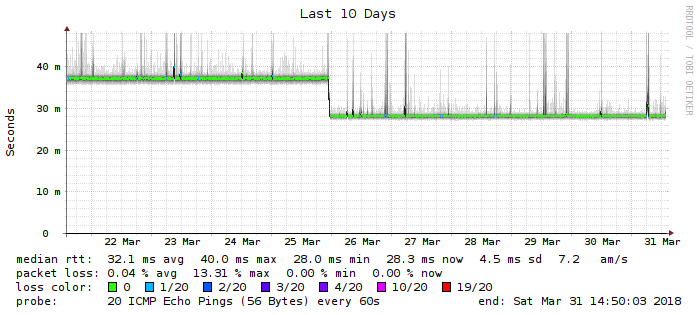 Last 10 Days
RRDTOOL / TOBI OETIKER
Seconds
40 m
30 m
20 m
10 m
0
22 Mar 23 Mar 24 Mar 25 Mar 26 Mar 27 Mar 28 Mar 29 Mar 30 Mar 31 Mar
median rtt: 32.1 ms avg 40.0 ms max 28.0 ms min 28.3 ms now 4.5 ms sd 7.2 am/s
packet loss: 0.04 % avg 13.31 % max 0.00 % min 0.00 % now
loss color: 0 1/20 2/20 3/20 4/20 10/20 19/20
probe: 20 ICMP Echo Pings (56 Bytes) every 60s end: Sat Mar 31 14:50:03 2018